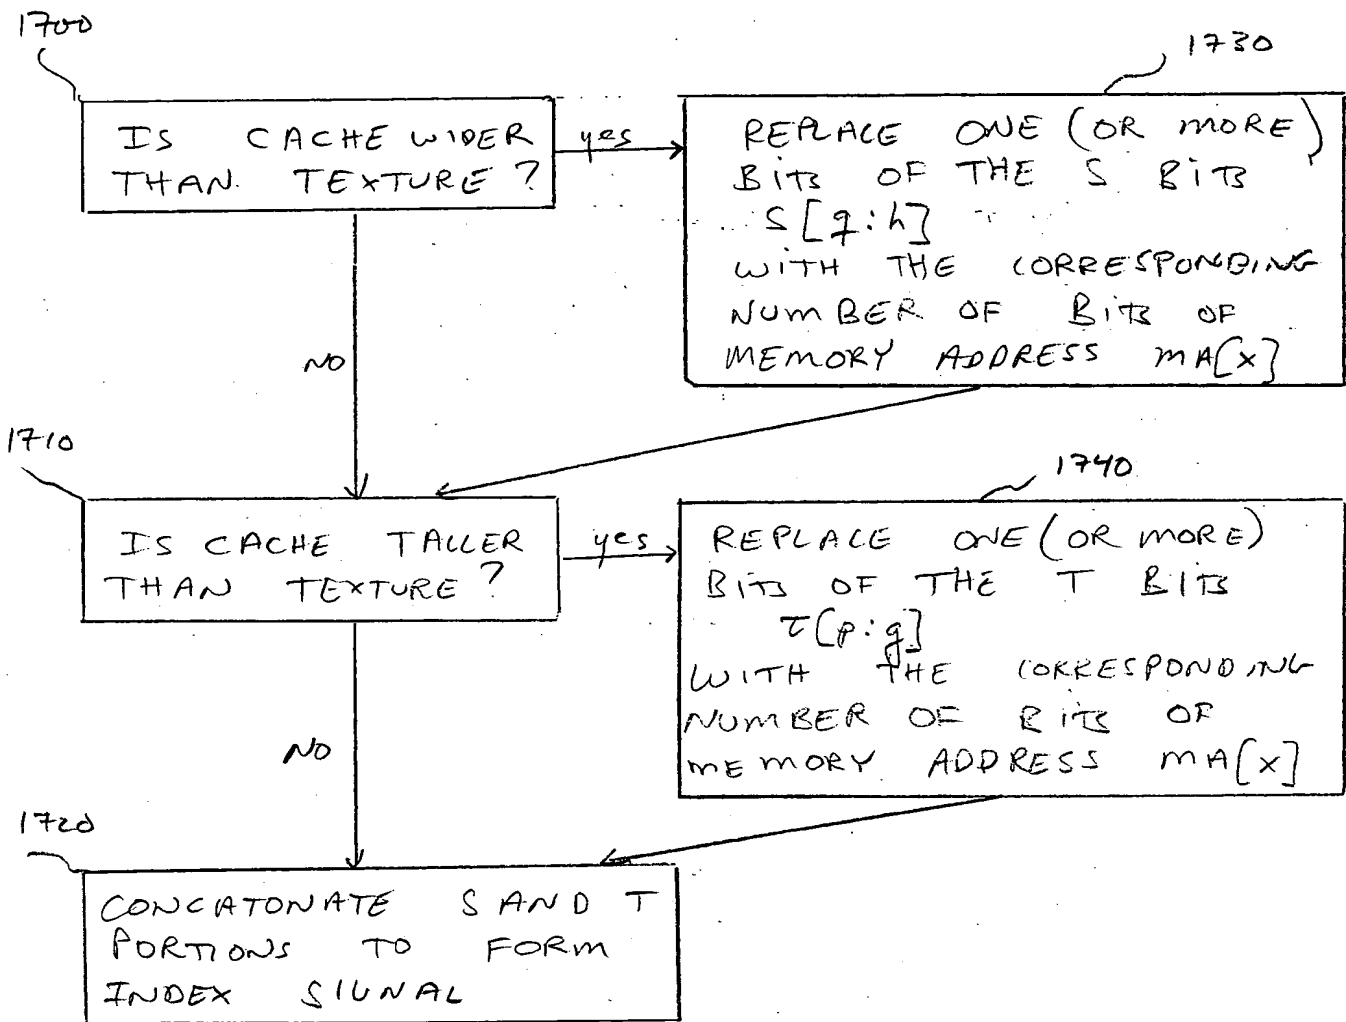 1700
IS CACHE WIDER
THAN TEXTURE?
yes
1730
REPLACE ONE (OR MORE)
BITS OF THE S BITS
S[q:h]
WITH THE CORRESPONDING
NUMBER OF BITS OF
MEMORY ADDRESS MA[x]
NO
1710
IS CACHE TALLER
THAN TEXTURE?
yes
1740
REPLACE ONE (OR MORE)
BITS OF THE T BITS
T[p:g]
WITH THE CORRESPONDING
NUMBER OF BITS OF
MEMORY ADDRESS MA[x]
NO
1720
CONCATONATE S AND T
PORTIONS TO FORM
INDEX SIGNAL